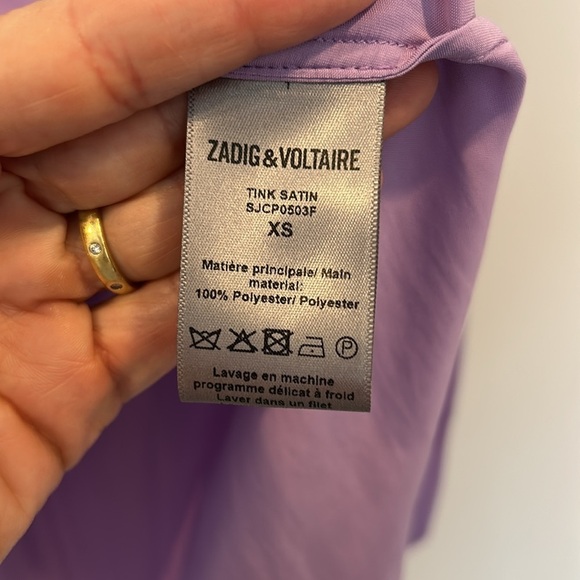 ZADIG&VOLTAIRE
TINK SATIN
SJCP0503F
XS
Matière principale/ Main
material:
100% Polyester/ Polyester
P
Lavage en machine
programme délicat à froid
Laver dans un filet